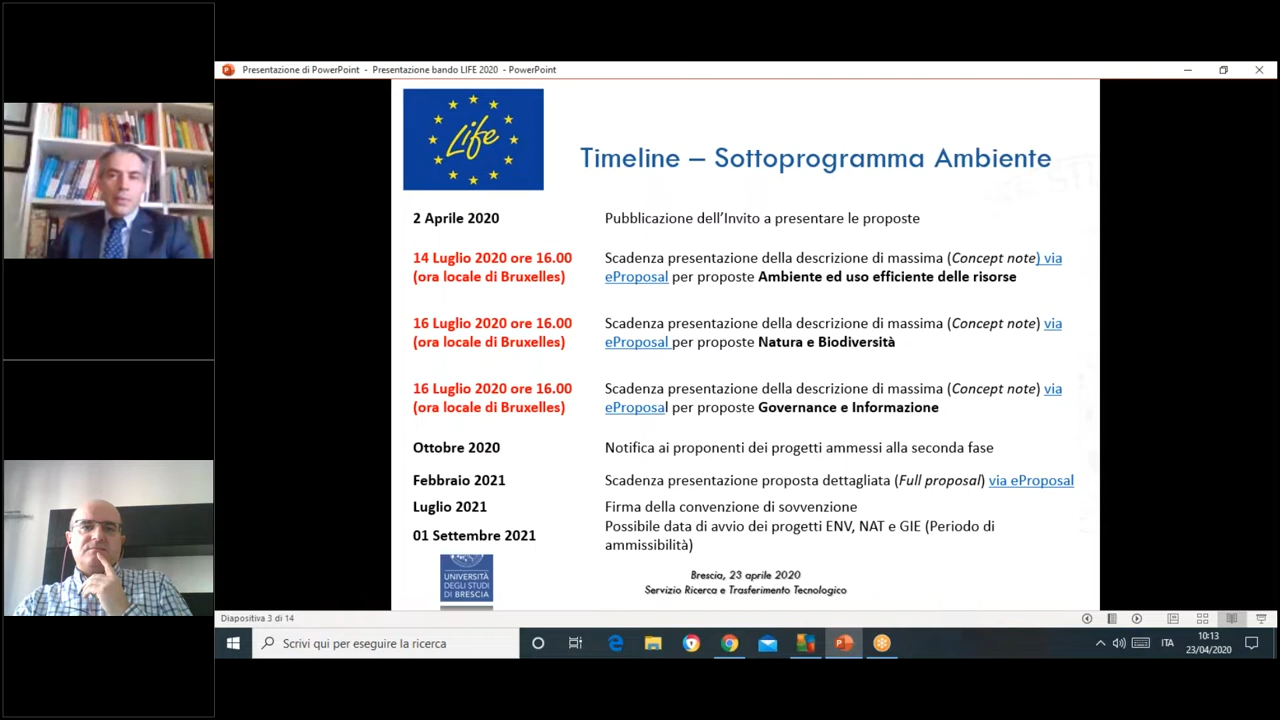 Presentazione di PowerPoint - Presentazione bando LIFE 2020 - PowerPoint
Life
Timeline – Sottoprogramma Ambiente
2 Aprile 2020
Pubblicazione dell'Invito a presentare le proposte
14 Luglio 2020 ore 16.00
(ora locale di Bruxelles)
Scadenza presentazione della descrizione di massima (Concept note) via
eProposal per proposte Ambiente ed uso efficiente delle risorse
16 Luglio 2020 ore 16.00
(ora locale di Bruxelles)
Scadenza presentazione della descrizione di massima (Concept note) via
eProposal per proposte Natura e Biodiversità
16 Luglio 2020 ore 16.00
(ora locale di Bruxelles)
Scadenza presentazione della descrizione di massima (Concept note) via
eProposal per proposte Governance e Informazione
Ottobre 2020
Notifica ai proponenti dei progetti ammessi alla seconda fase
Febbraio 2021
Scadenza presentazione proposta dettagliata (Full proposal) via eProposal
Luglio 2021
Firma della convenzione di sovvenzione
01 Settembre 2021
Possibile data di avvio dei progetti ENV, NAT e GIE (Periodo di
ammissibilità)
UNIVERSITÀ
DEGLI STUDI
DI BRESCIA
Brescia, 23 aprile 2020
Servizio Ricerca e Trasferimento Tecnologico
Diapositiva 3 di 14
Scrivi qui per eseguire la ricerca
ITA
10:13
23/04/2020